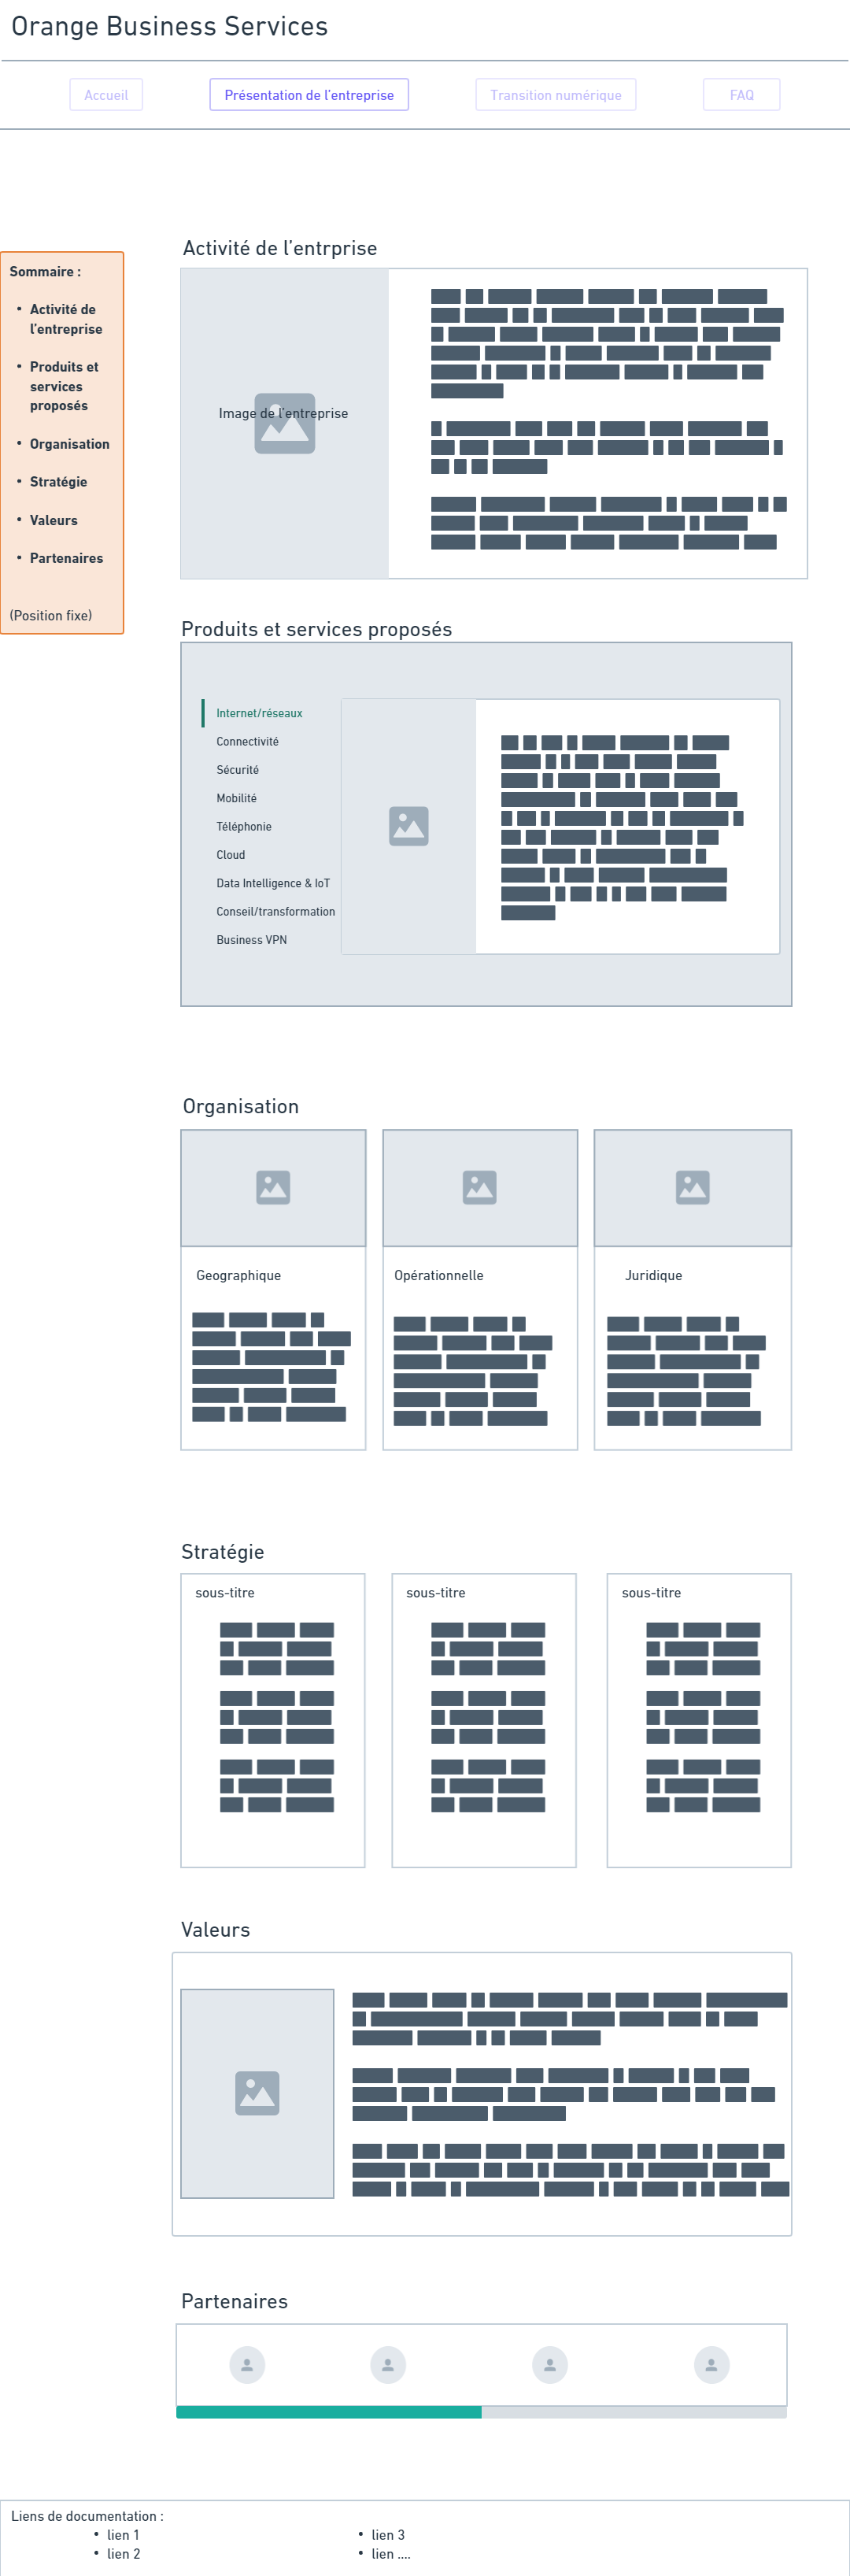 Orange Business Services
Accueil
Présentation de l'entreprise
Transition numérique
FAQ
Sommaire :
• Activité de
l'entreprise
• Produits et
services
proposés
• Organisation
• Stratégie
• Valeurs
• Partenaires
(Position fixe)
Activité de l'entrprise
Image de l'entreprise
Produits et services proposés
Internet/réseaux
Connectivité
Sécurité
Mobilité
Téléphonie
Cloud
Data Intelligence & IoT
Conseil/transformation
Business VPN
Organisation
Geographique
Opérationnelle
Juridique
Stratégie
sous-titre
sous-titre
sous-titre
Valeurs
Partenaires
Liens de documentation :
• lien 1
• lien 2
• lien 3
• lien ....